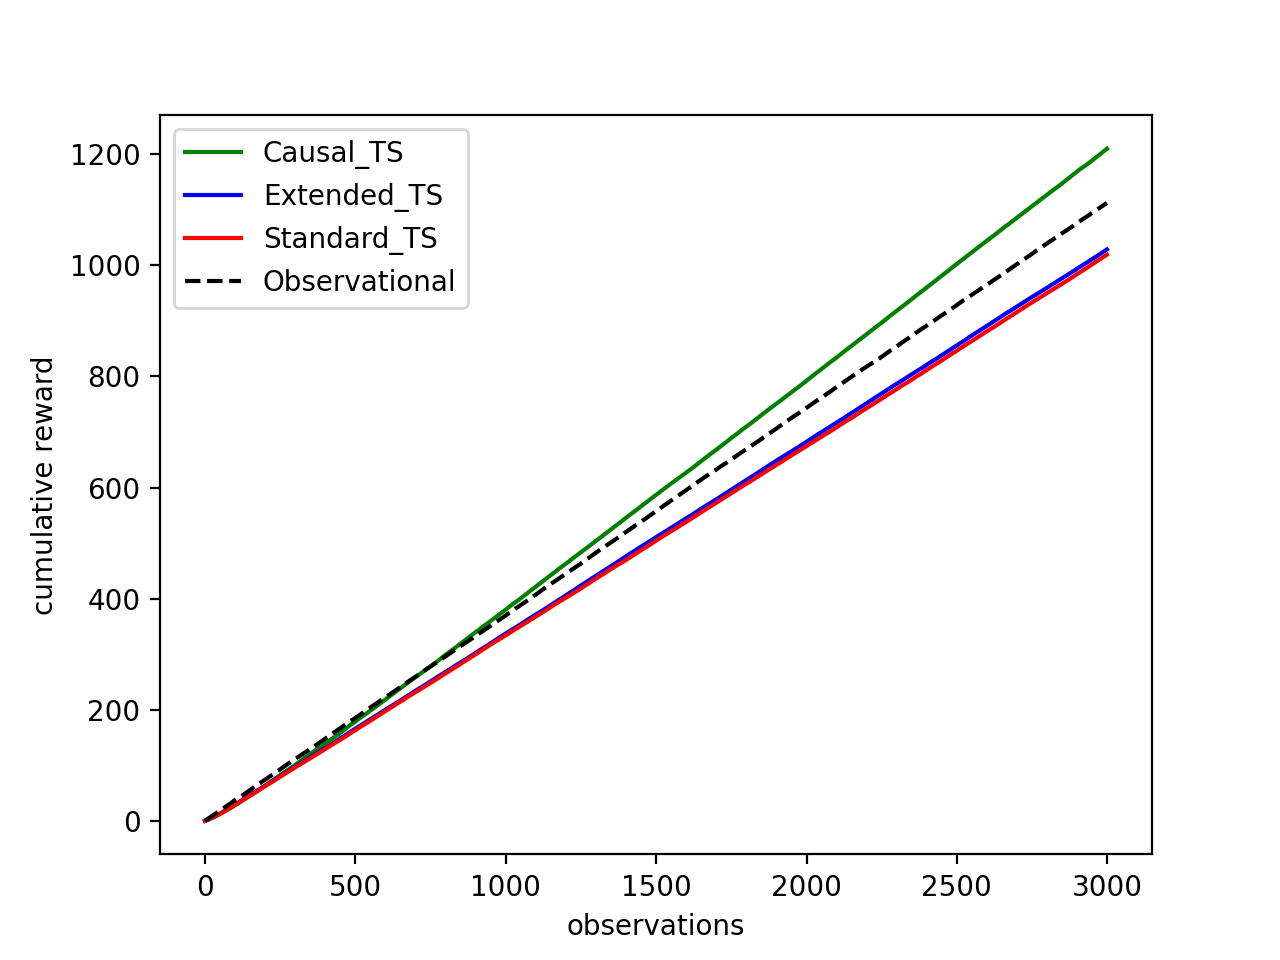 Causal_TS
Extended_TS
Standard_TS
Observational
1200
1000
800
600
400
200
0
cumulative reward
0 500 1000 1500 2000 2500 3000
observations